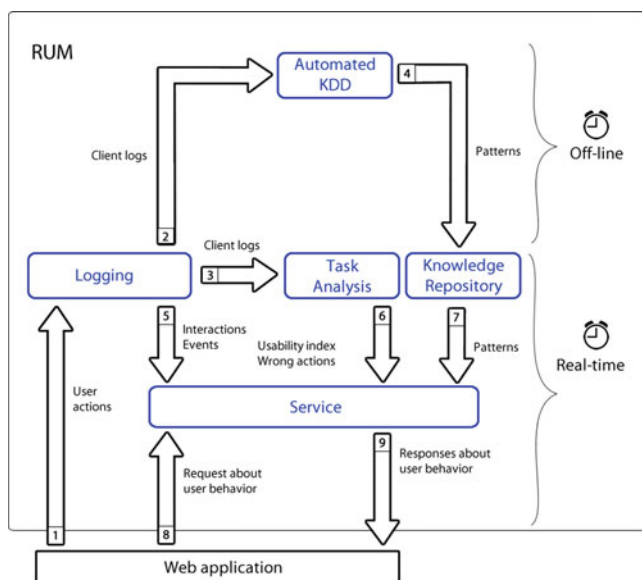 RUM
Automated
KDD
4
Client logs
Patterns
Off-line
2
Client logs
Logging
3
Task
Analysis
Knowledge
Repository
5
Interactions
Events
6
Usability index
Wrong actions
7
Patterns
Real-time
User
actions
Service
9
Request about
user behavior
Responses about
user behavior
1
8
Web application